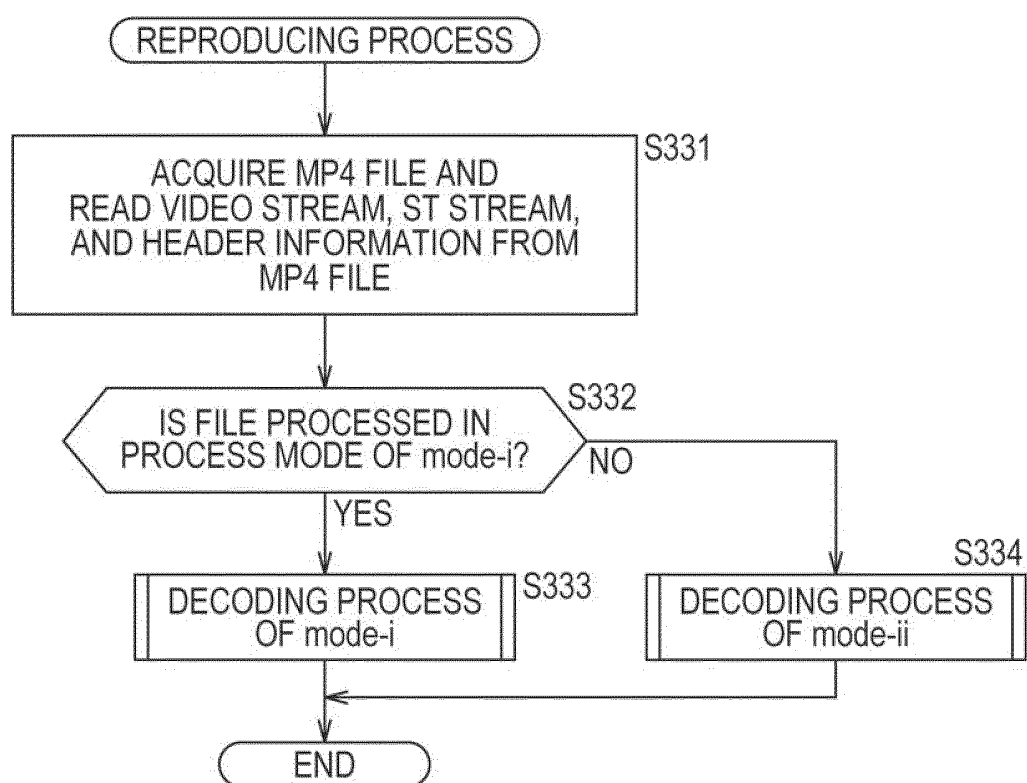 REPRODUCING PROCESS
S331
ACQUIRE MP4 FILE AND
READ VIDEO STREAM, ST STREAM,
AND HEADER INFORMATION FROM
MP4 FILE
S332
IS FILE PROCESSED IN
PROCESS MODE OF mode-i?
NO
YES
S333
DECODING PROCESS
OF mode-i
S334
DECODING PROCESS
OF mode-ii
END